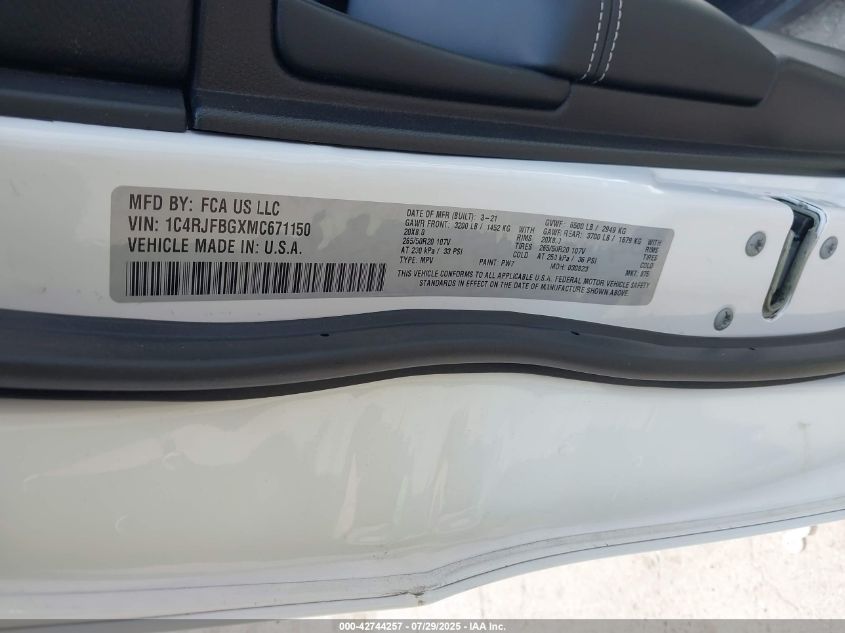 MFD BY: FCA US LLC
VIN: 1C4RJFBGXMC671150
VEHICLE MADE IN: U.S.A.
DATE OF MFR (BUILT): 3-21
GAWR FRONT: 3200 LB / 1452 KG WITH
20X8.0 RIMS
265/50R20 107V TIRES
AT 230 kPa / 33 PSI COLD
TYPE: MPV PAINT: PW7
GVWR: 6500 LB / 2949 KG
GAWR REAR: 3700 LB / 1678 KG WITH
20X8.0 RIMS
265/50R20 107V TIRES
AT 250 kPa / 36 PSI COLD
MDH: 030823 MKT:
THIS VEHICLE CONFORMS TO ALL APPLICABLE U.S.A. FEDERAL MOTOR VEHICLE SAFETY
STANDARDS IN EFFECT ON THE DATE OF MANUFACTURE SHOWN ABOVE
000-42744257 - 07/29/2025 - IAA Inc.